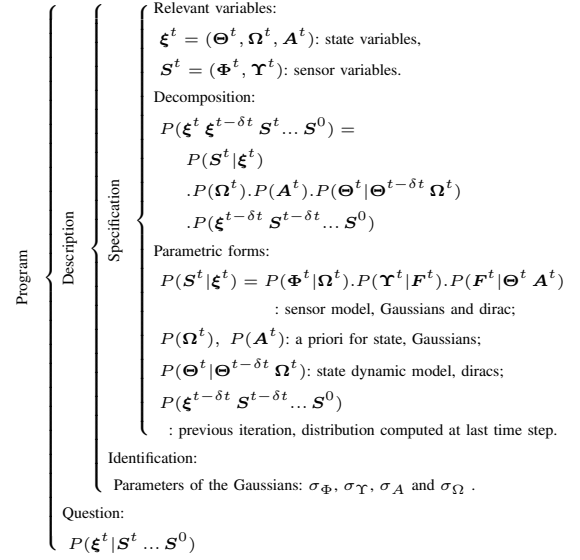 Relevant variables:
ξ^t = (Θ^t, Ω^t, A^t): state variables,
S^t = (Φ^t, Υ^t): sensor variables.
Decomposition:
P(ξ^t ξ^{t−δt} S^t... S^0) =
P(S^t|ξ^t)
.P(Ω^t).P(A^t).P(Θ^t|Θ^{t−δt} Ω^t)
.P(ξ^{t−δt} S^{t−δt}... S^0)
Parametric forms:
P(S^t|ξ^t) = P(Φ^t|Ω^t).P(Υ^t|F^t).P(F^t|Θ^t A^t)
: sensor model, Gaussians and dirac;
P(Ω^t), P(A^t): a priori for state, Gaussians;
P(Θ^t|Θ^{t−δt} Ω^t): state dynamic model, diracs;
P(ξ^{t−δt} S^{t−δt}... S^0)
: previous iteration, distribution computed at last time step.
Specification
Identification:
Parameters of the Gaussians: σ_Φ, σ_Υ, σ_A and σ_Ω .
Description
Question:
P(ξ^t|S^t ... S^0)
Program